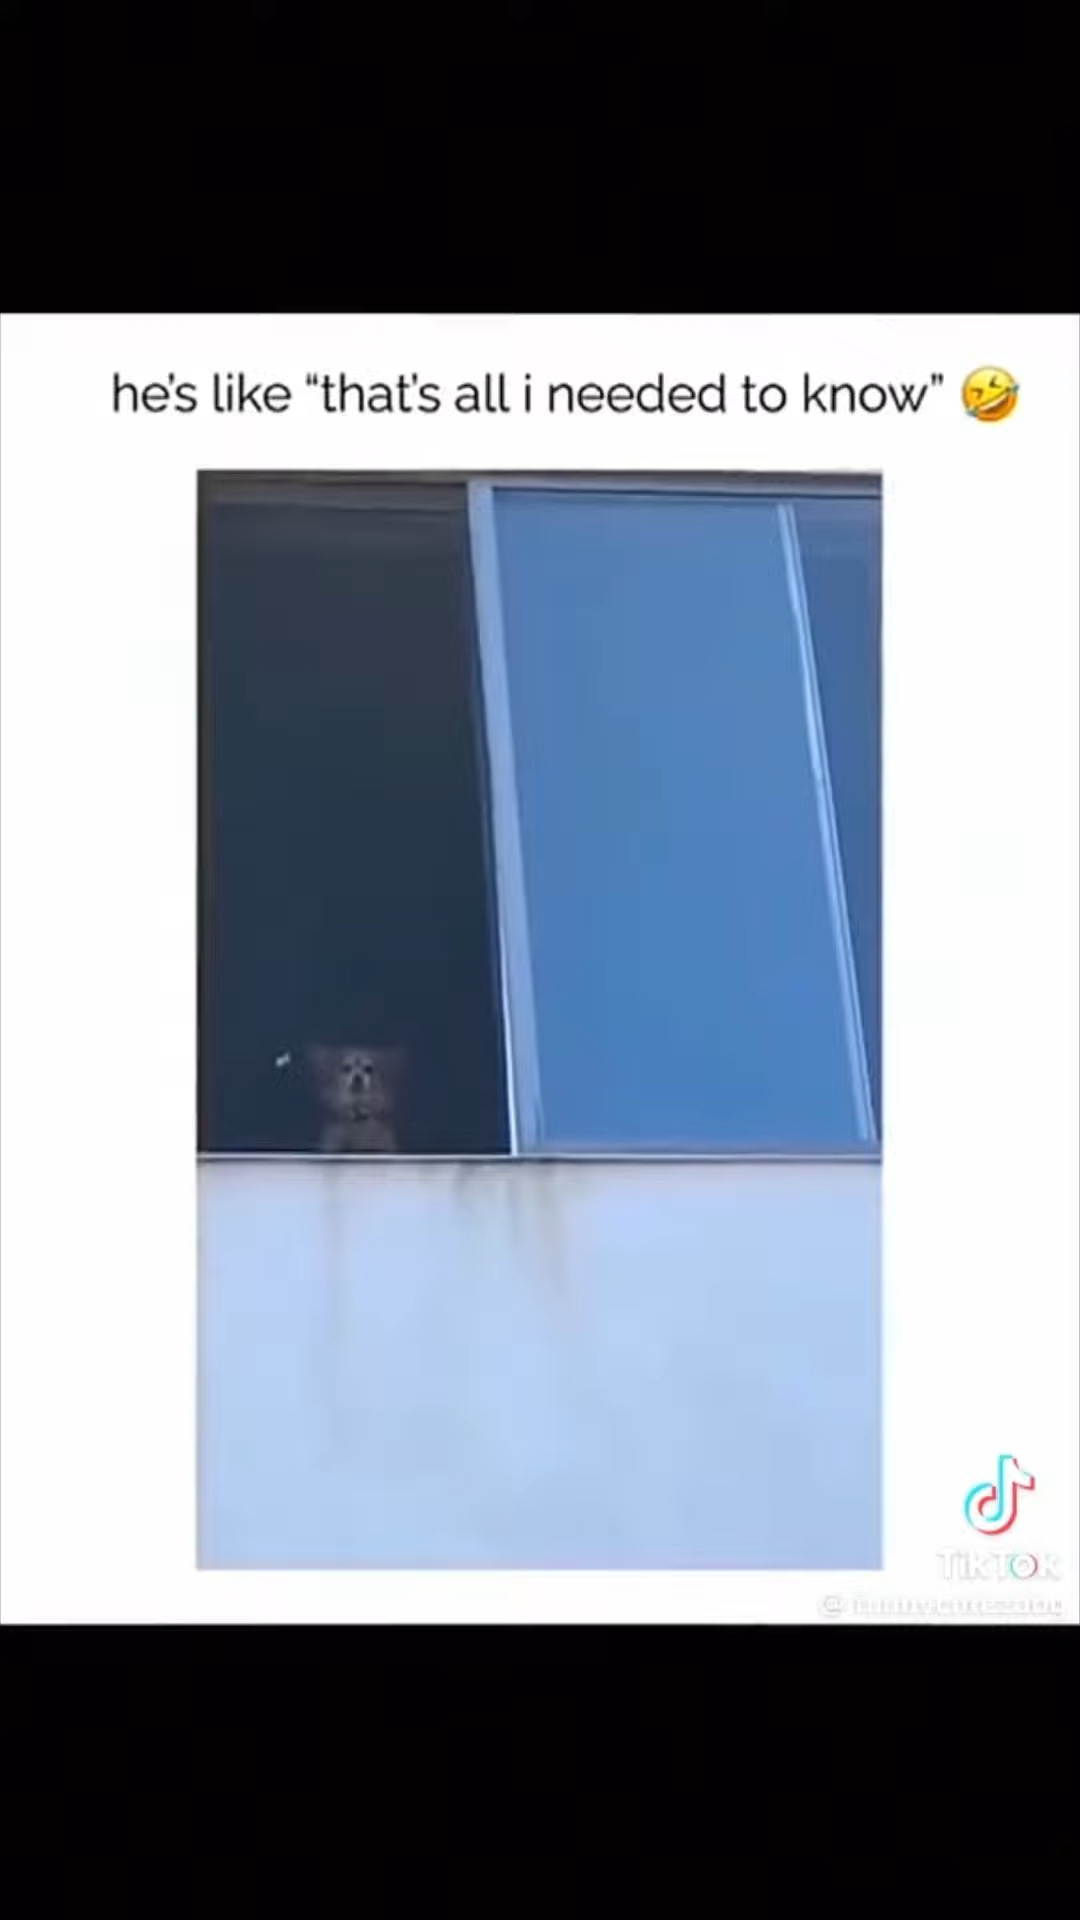 he's like “that's all i needed to know” 🤣
TikTok